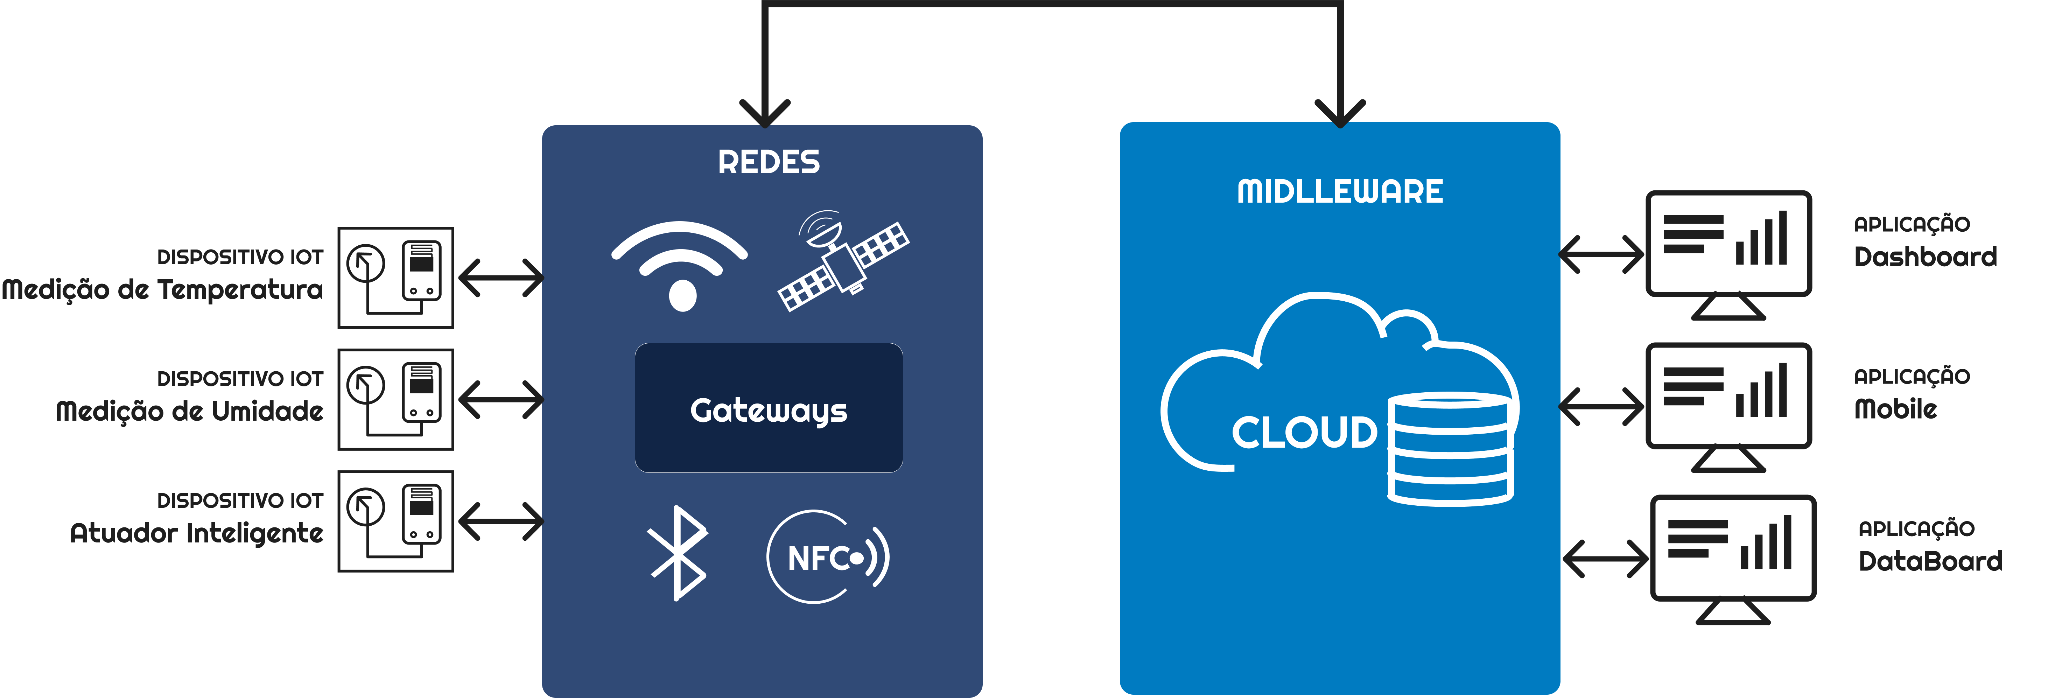 DISPOSITIVO IOT
Medição de Temperatura
DISPOSITIVO IOT
Medição de Umidade
DISPOSITIVO IOT
Atuador Inteligente
REDES
Gateways
NFC
MIDLLEWARE
CLOUD
APLICAÇÃO
Dashboard
APLICAÇÃO
Mobile
APLICAÇÃO
DataBoard